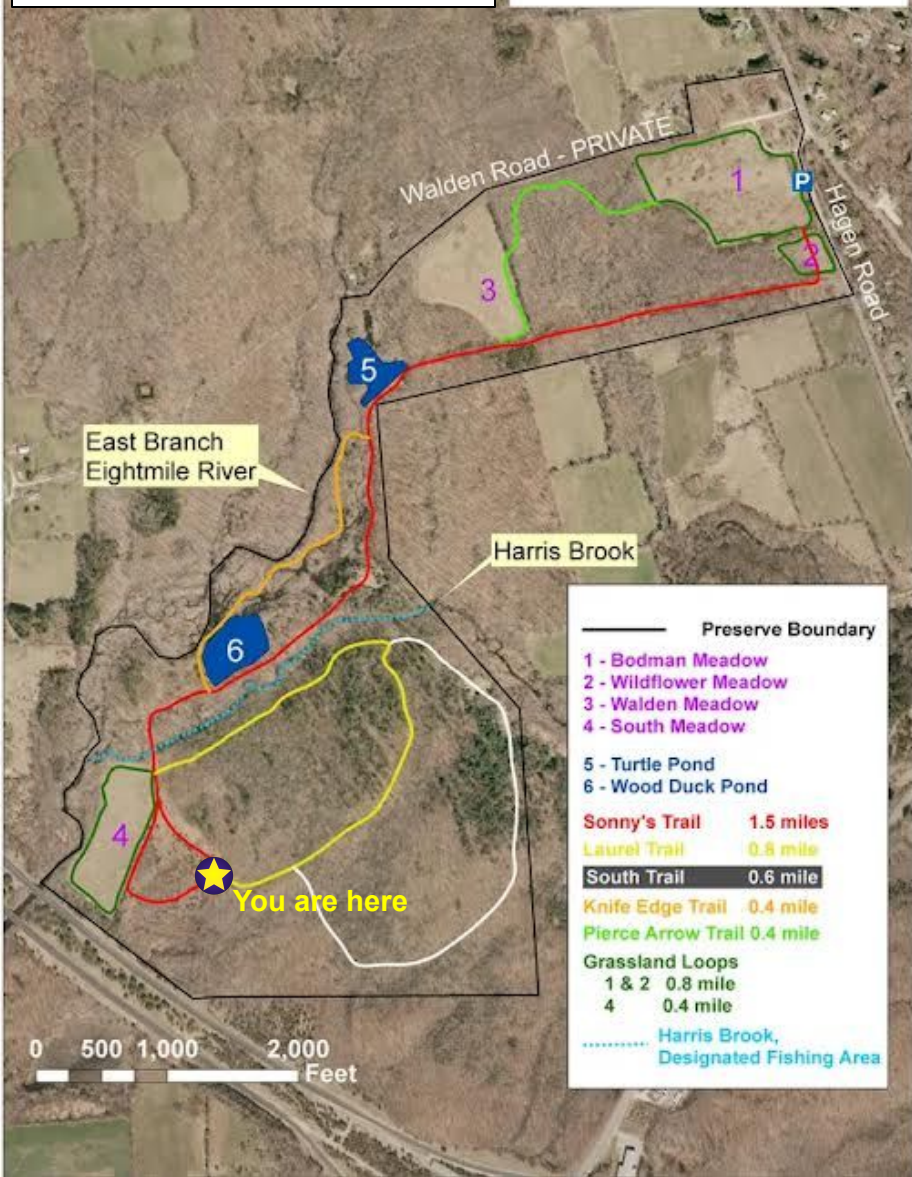 Walden Road - PRIVATE
1
P
Hagen Road
2
3
5
East Branch
Eightmile River
Harris Brook
6
4
You are here
Preserve Boundary
1 - Bodman Meadow
2 - Wildflower Meadow
3 - Walden Meadow
4 - South Meadow
5 - Turtle Pond
6 - Wood Duck Pond
Sonny's Trail 1.5 miles
Laurel Trail 0.8 mile
South Trail 0.6 mile
Knife Edge Trail 0.4 mile
Pierce Arrow Trail 0.4 mile
Grassland Loops
1 & 2 0.8 mile
4 0.4 mile
Harris Brook,
Designated Fishing Area
0 500 1,000 2,000
Feet